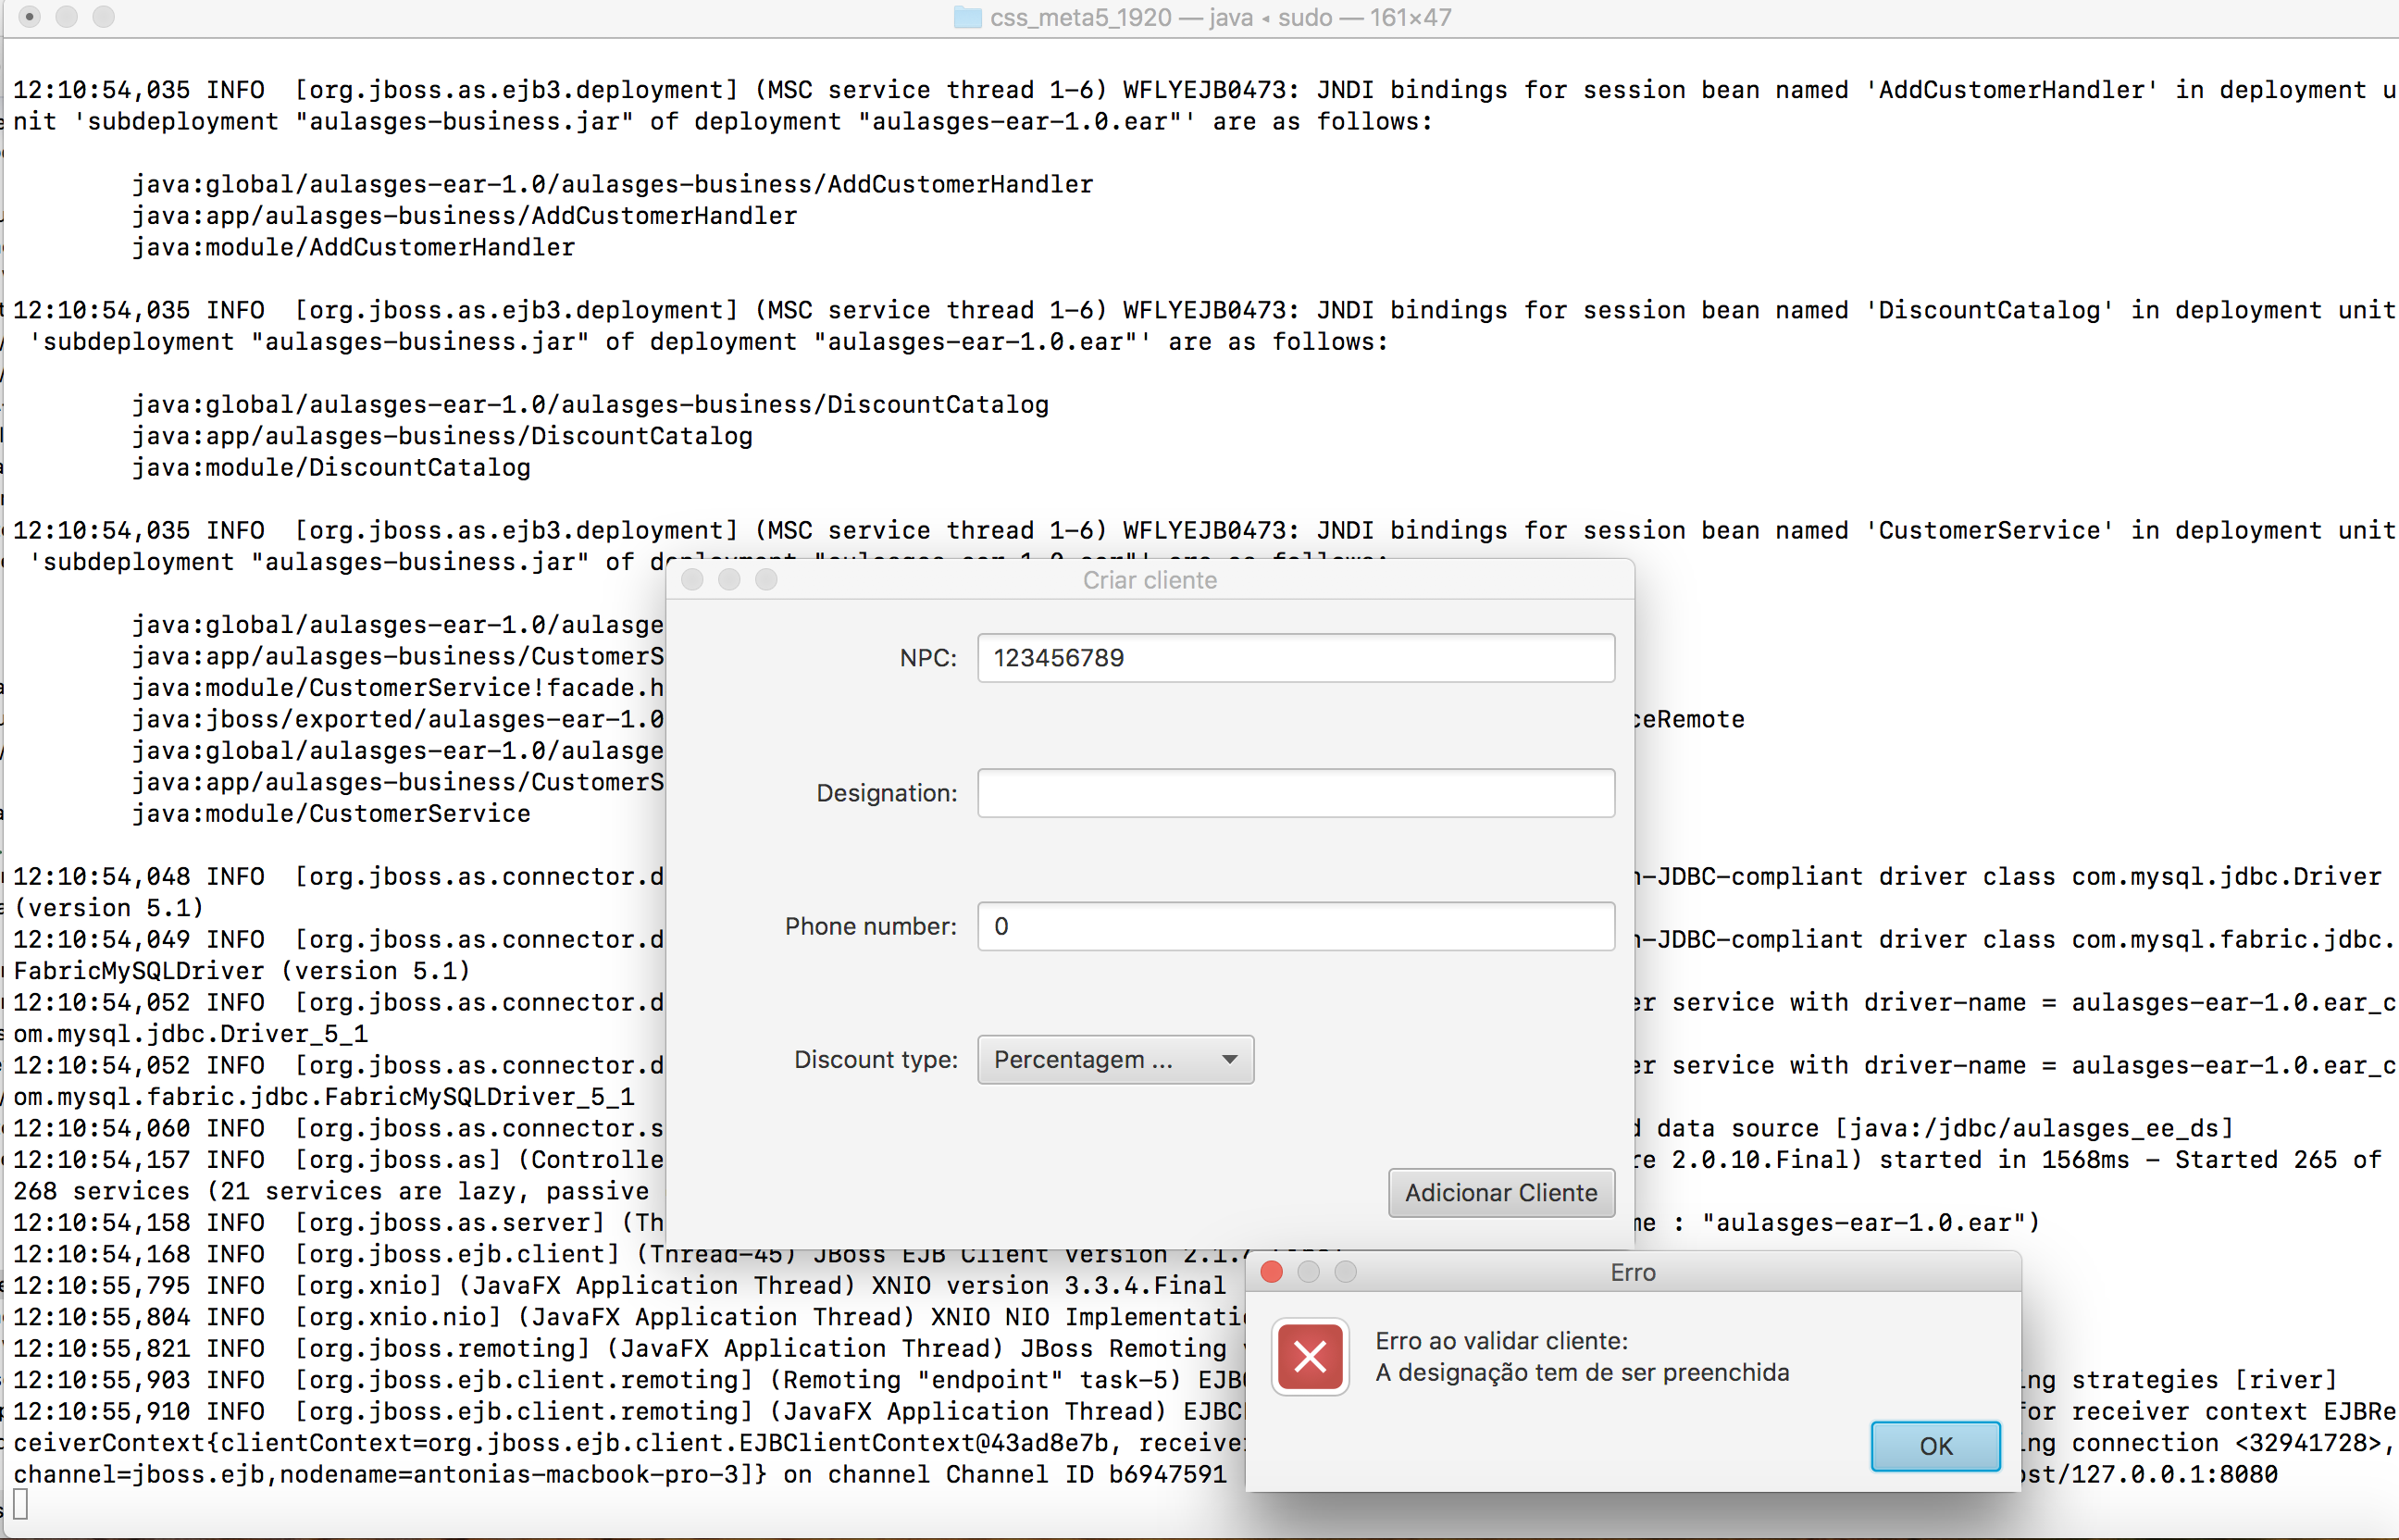 css_meta5_1920 — java ◂ sudo — 161×47
12:10:54,035 INFO  [org.jboss.as.ejb3.deployment] (MSC service thread 1-6) WFLYEJB0473: JNDI bindings for session bean named 'AddCustomerHandler' in deployment u
nit 'subdeployment "aulasges-business.jar" of deployment "aulasges-ear-1.0.ear"' are as follows:
java:global/aulasges-ear-1.0/aulasges-business/AddCustomerHandler
java:app/aulasges-business/AddCustomerHandler
java:module/AddCustomerHandler
12:10:54,035 INFO  [org.jboss.as.ejb3.deployment] (MSC service thread 1-6) WFLYEJB0473: JNDI bindings for session bean named 'DiscountCatalog' in deployment unit
'subdeployment "aulasges-business.jar" of deployment "aulasges-ear-1.0.ear"' are as follows:
java:global/aulasges-ear-1.0/aulasges-business/DiscountCatalog
java:app/aulasges-business/DiscountCatalog
java:module/DiscountCatalog
12:10:54,035 INFO  [org.jboss.as.ejb3.deployment] (MSC service thread 1-6) WFLYEJB0473: JNDI bindings for session bean named 'CustomerService' in deployment unit
'subdeployment "aulasges-business.jar" of deployment "aulasges-ear-1.0.ear"' are as follows:
java:global/aulasges-ear-1.0/aulasge
java:app/aulasges-business/CustomerS
java:module/CustomerService!facade.h
java:jboss/exported/aulasges-ear-1.0 ceRemote
java:global/aulasges-ear-1.0/aulasge
java:app/aulasges-business/CustomerS
java:module/CustomerService
12:10:54,048 INFO  [org.jboss.as.connector.d n-JDBC-compliant driver class com.mysql.jdbc.Driver
(version 5.1)
12:10:54,049 INFO  [org.jboss.as.connector.d n-JDBC-compliant driver class com.mysql.fabric.jdbc.
FabricMySQLDriver (version 5.1)
12:10:54,052 INFO  [org.jboss.as.connector.d er service with driver-name = aulasges-ear-1.0.ear_c
om.mysql.jdbc.Driver_5_1
12:10:54,052 INFO  [org.jboss.as.connector.d er service with driver-name = aulasges-ear-1.0.ear_c
om.mysql.fabric.jdbc.FabricMySQLDriver_5_1
12:10:54,060 INFO  [org.jboss.as.connector.s d data source [java:/jdbc/aulasges_ee_ds]
12:10:54,157 INFO  [org.jboss.as] (Controlle re 2.0.10.Final) started in 1568ms - Started 265 of
268 services (21 services are lazy, passive
12:10:54,158 INFO  [org.jboss.as.server] (Th me : "aulasges-ear-1.0.ear")
12:10:54,168 INFO  [org.jboss.ejb.client] (Thread-45) JBoss EJB Client version 2.1.
12:10:55,795 INFO  [org.xnio] (JavaFX Application Thread) XNIO version 3.3.4.Final
12:10:55,804 INFO  [org.xnio.nio] (JavaFX Application Thread) XNIO NIO Implementatio
12:10:55,821 INFO  [org.jboss.remoting] (JavaFX Application Thread) JBoss Remoting
12:10:55,903 INFO  [org.jboss.ejb.client.remoting] (Remoting "endpoint" task-5) EJBC ng strategies [river]
12:10:55,910 INFO  [org.jboss.ejb.client.remoting] (JavaFX Application Thread) EJBC for receiver context EJBRe
ceiverContext{clientContext=org.jboss.ejb.client.EJBClientContext@43ad8e7b, receiver ng connection <32941728>,
channel=jboss.ejb,nodename=antonias-macbook-pro-3]} on channel Channel ID b6947591 ost/127.0.0.1:8080
Criar cliente
NPC: 123456789
Designation:
Phone number: 0
Discount type: Percentagem ...
Adicionar Cliente
Erro
Erro ao validar cliente:
A designação tem de ser preenchida
OK